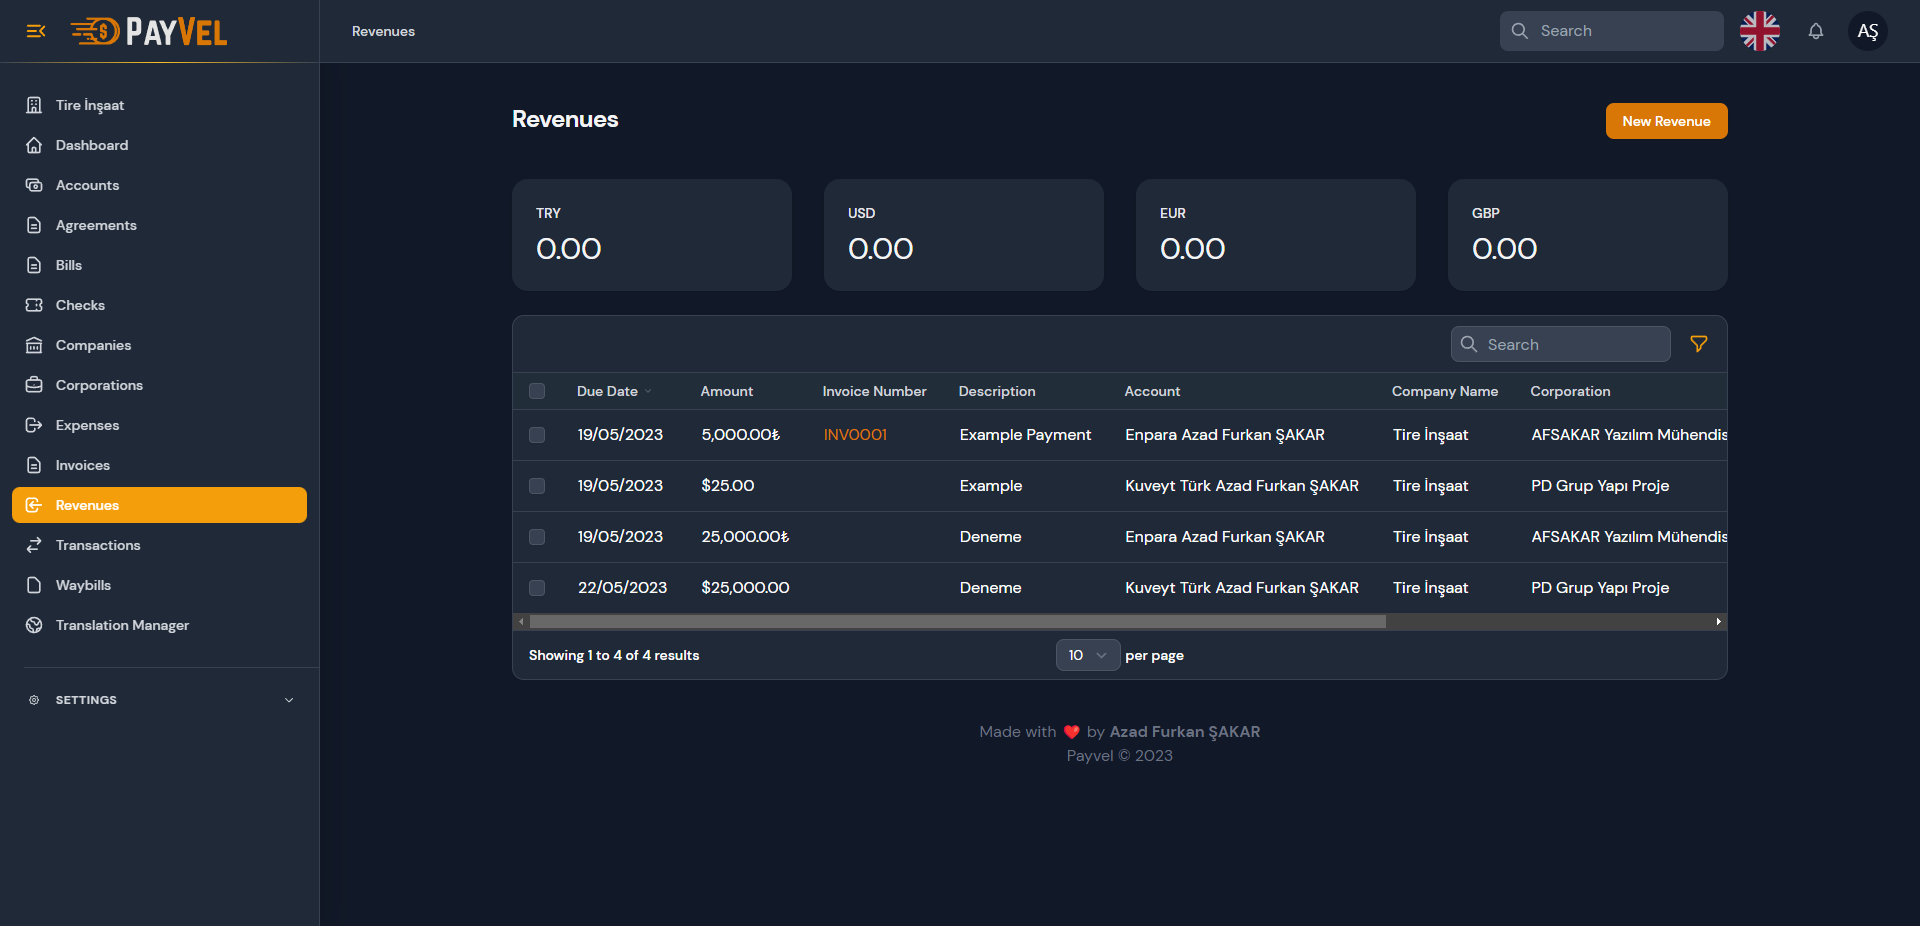 PAYVEL
Revenues
Search
AŞ
Tire İnşaat
Dashboard
Accounts
Agreements
Bills
Checks
Companies
Corporations
Expenses
Invoices
Revenues
Transactions
Waybills
Translation Manager
SETTINGS
Revenues
New Revenue
TRY
0.00
USD
0.00
EUR
0.00
GBP
0.00
Search
Due Date Amount Invoice Number Description Account Company Name Corporation
19/05/2023 5,000.00₺ INV0001 Example Payment Enpara Azad Furkan ŞAKAR Tire İnşaat AFSAKAR Yazılım Mühendis
19/05/2023 $25.00 Example Kuveyt Türk Azad Furkan ŞAKAR Tire İnşaat PD Grup Yapı Proje
19/05/2023 25,000.00₺ Deneme Enpara Azad Furkan ŞAKAR Tire İnşaat AFSAKAR Yazılım Mühendis
22/05/2023 $25,000.00 Deneme Kuveyt Türk Azad Furkan ŞAKAR Tire İnşaat PD Grup Yapı Proje
Showing 1 to 4 of 4 results
10 per page
Made with ❤️ by Azad Furkan ŞAKAR
Payvel © 2023